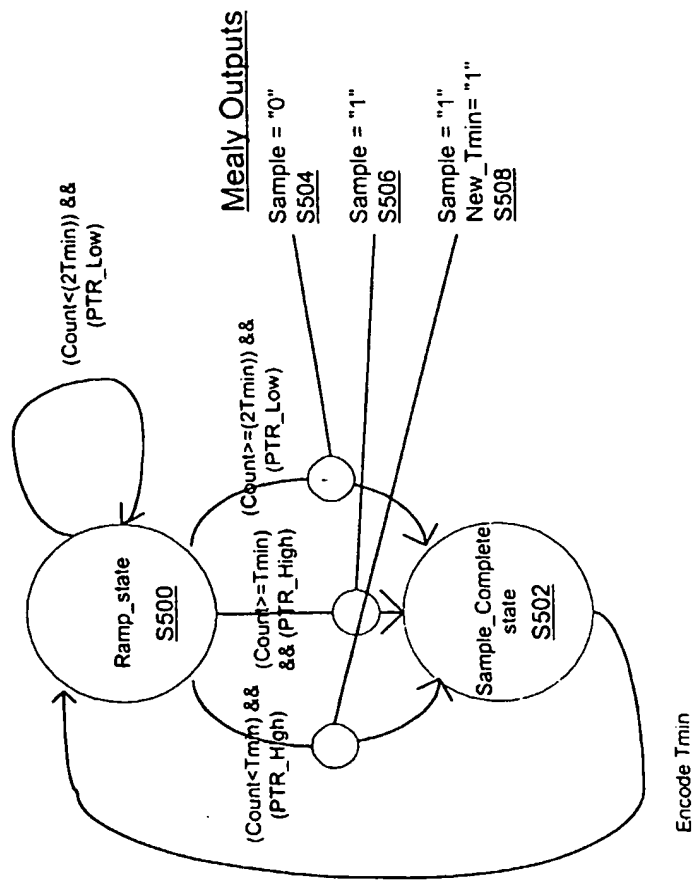 (Count<(2Tmin)) &&
(PTR_Low)
Ramp_state
S500
(Count<Tmin) &&
(PTR_High)
(Count>=Tmin)
&& (PTR_High)
(Count>=(2Tmin)) &&
(PTR_Low)
Sample_Complete
state
S502
Encode Tmin
Mealy Outputs
Sample = "0"
S504
Sample = "1"
S506
Sample = "1"
New_Tmin= "1"
S508